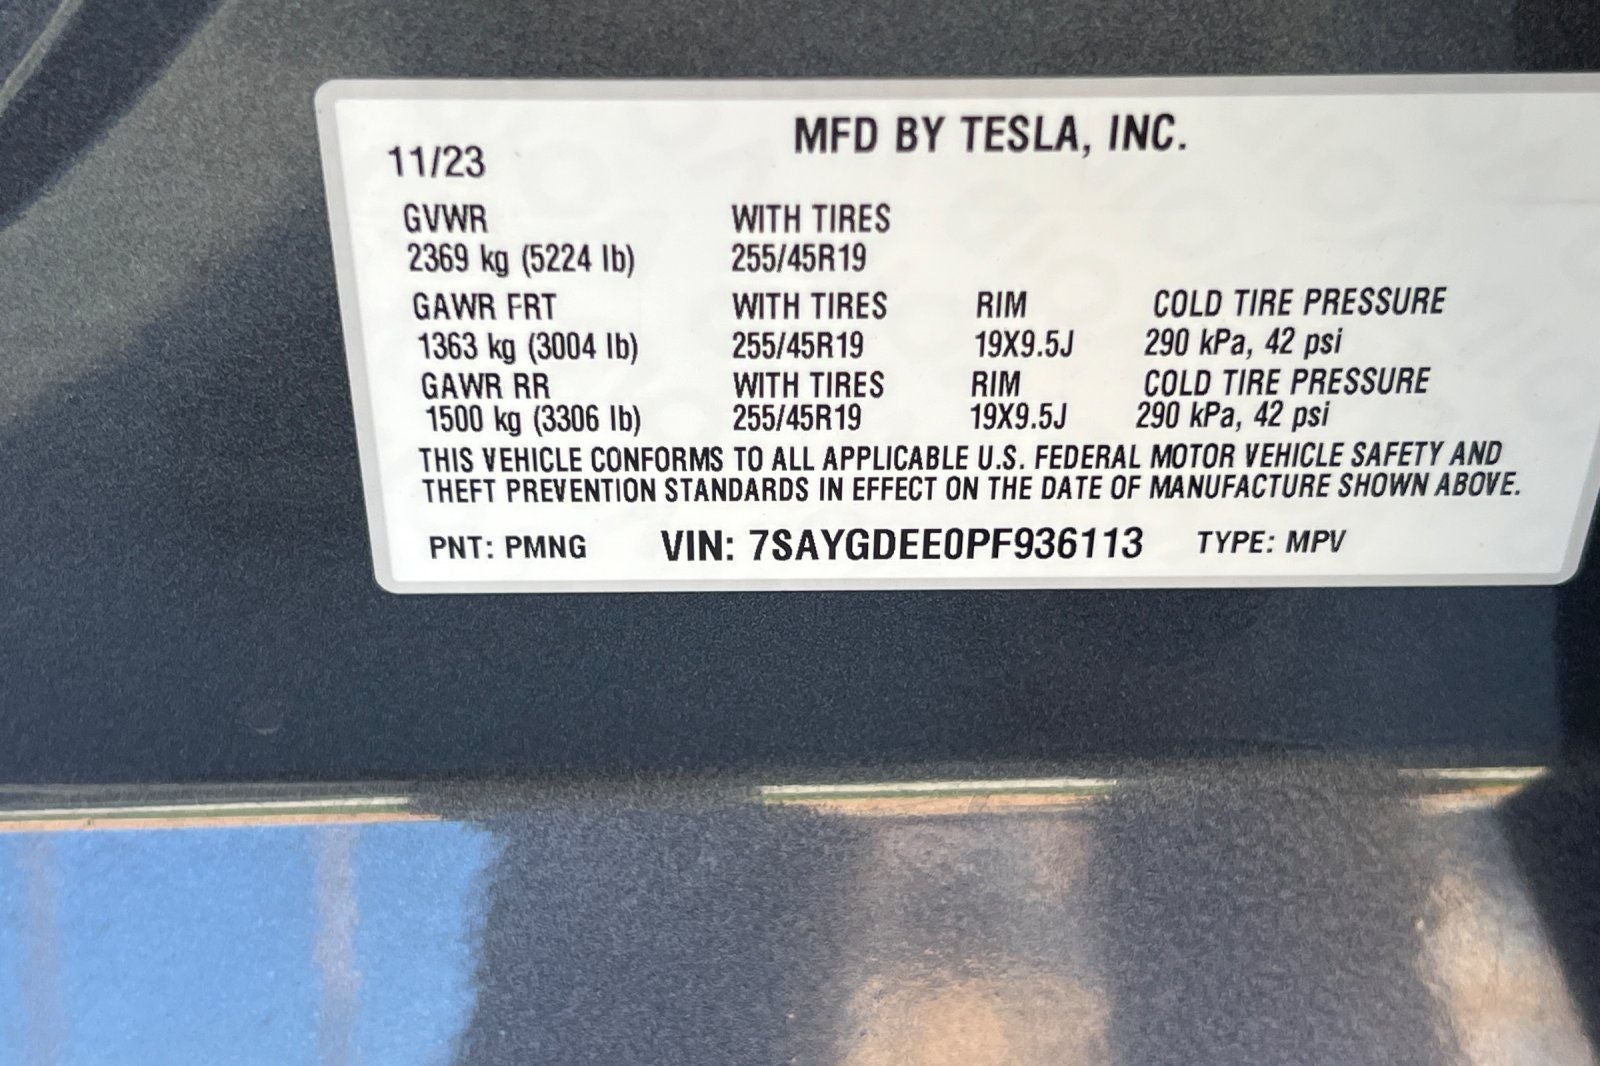 MFD BY TESLA, INC.
11/23
GVWR WITH TIRES
2369 kg (5224 lb) 255/45R19
GAWR FRT WITH TIRES RIM COLD TIRE PRESSURE
1363 kg (3004 lb) 255/45R19 19X9.5J 290 kPa, 42 psi
GAWR RR WITH TIRES RIM COLD TIRE PRESSURE
1500 kg (3306 lb) 255/45R19 19X9.5J 290 kPa, 42 psi
THIS VEHICLE CONFORMS TO ALL APPLICABLE U.S. FEDERAL MOTOR VEHICLE SAFETY AND
THEFT PREVENTION STANDARDS IN EFFECT ON THE DATE OF MANUFACTURE SHOWN ABOVE.
PNT: PMNG VIN: 7SAYGDEE0PF936113 TYPE: MPV